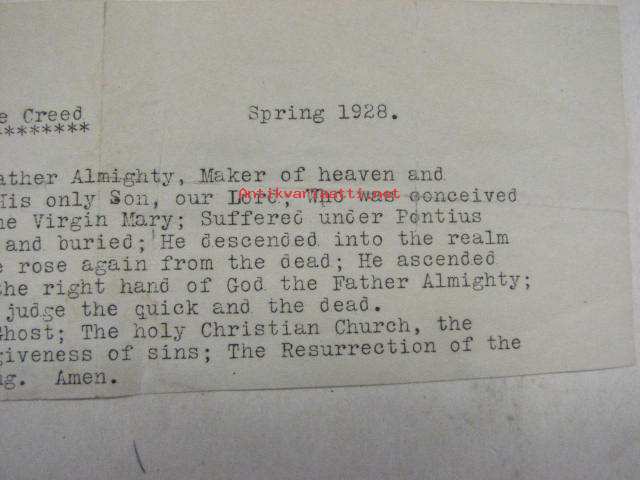 e Creed Spring 1928.
********
ather Almighty, Maker of heaven and
His only Son, our Lord, Who was conceived
ne Virgin Mary; Suffered under Pontius
and buried; He descended into the realm
e rose again from the dead; He ascended
the right hand of God the Father Almighty;
judge the quick and the dead.
Ghost; The holy Christian Church, the
giveness of sins; The Resurrection of the
ng. Amen.
Antikvariaatti.net